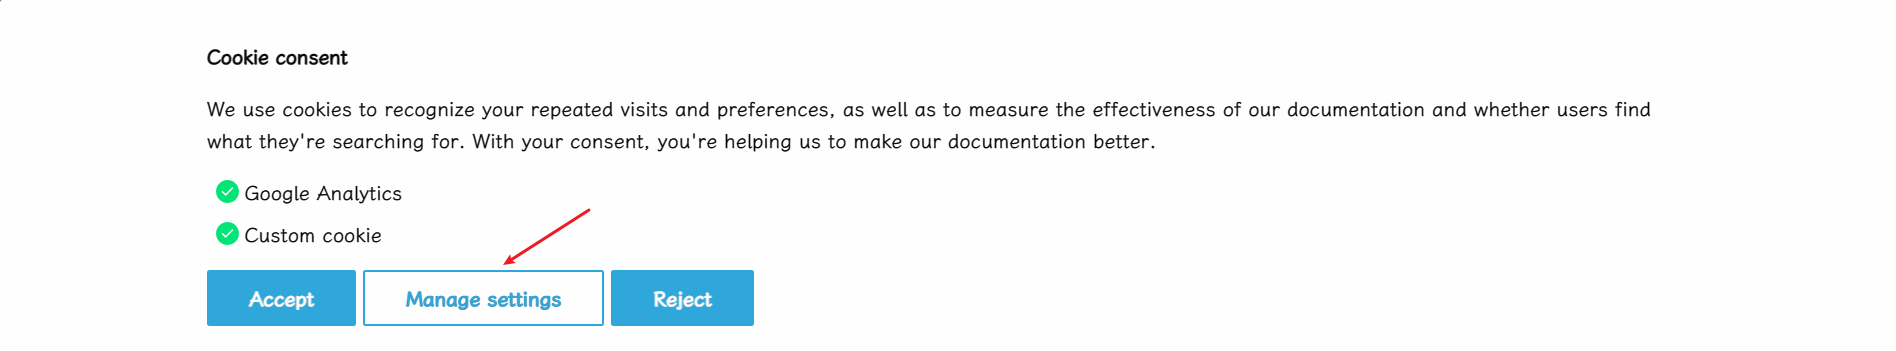 Cookie consent
We use cookies to recognize your repeated visits and preferences, as well as to measure the effectiveness of our documentation and whether users find
what they're searching for. With your consent, you're helping us to make our documentation better.
Google Analytics
Custom cookie
Accept
Manage settings
Reject